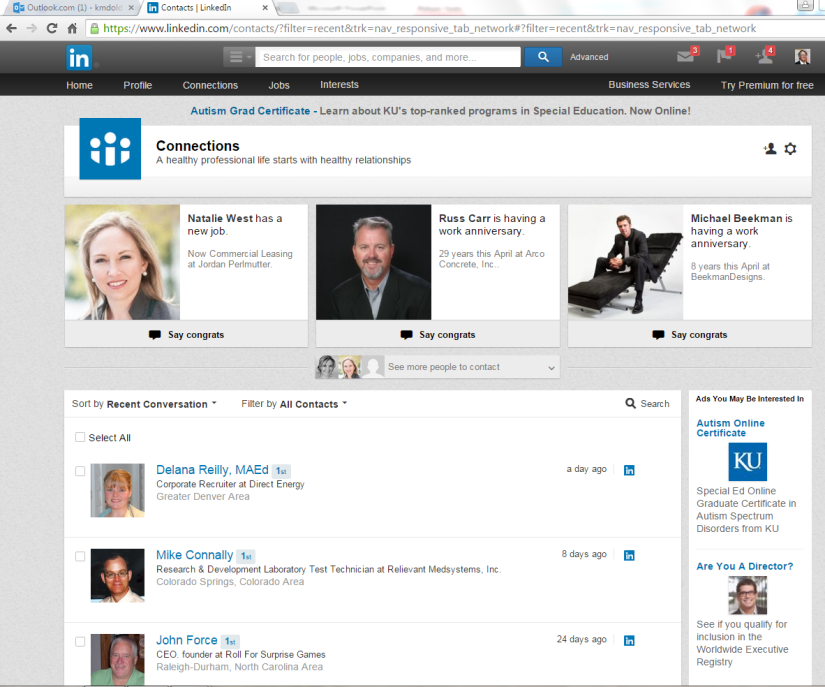 Outlook.com (1) - kmdold
Contacts | LinkedIn
https://www.linkedin.com/contacts/?filter=recent&trk=nav_responsive_tab_network#?filter=recent&trk=nav_responsive_tab_network
in
Search for people, jobs, companies, and more...
Advanced
3
1
4
Home Profile Connections Jobs Interests Business Services Try Premium for free
Autism Grad Certificate - Learn about KU's top-ranked programs in Special Education. Now Online!
Connections
A healthy professional life starts with healthy relationships
Natalie West has a
new job.
Now Commercial Leasing
at Jordan Perlmutter.
Say congrats
Russ Carr is having a
work anniversary.
29 years this April at Arco
Concrete, Inc..
Say congrats
Michael Beekman is
having a work
anniversary.
8 years this April at
BeekmanDesigns.
Say congrats
See more people to contact
Sort by Recent Conversation Filter by All Contacts Search
Select All
Delana Reilly, MAEd 1st
a day ago in
Corporate Recruiter at Direct Energy
Greater Denver Area
Mike Connally 1st
8 days ago in
Research & Development Laboratory Test Technician at Relievant Medsystems, Inc.
Colorado Springs, Colorado Area
John Force 1st
24 days ago in
CEO. founder at Roll For Surprise Games
Raleigh-Durham, North Carolina Area
Ads You May Be Interested In
Autism Online
Certificate
KU
Special Ed Online
Graduate Certificate in
Autism Spectrum
Disorders from KU
Are You A Director?
See if you qualify for
inclusion in the
Worldwide Executive
Registry